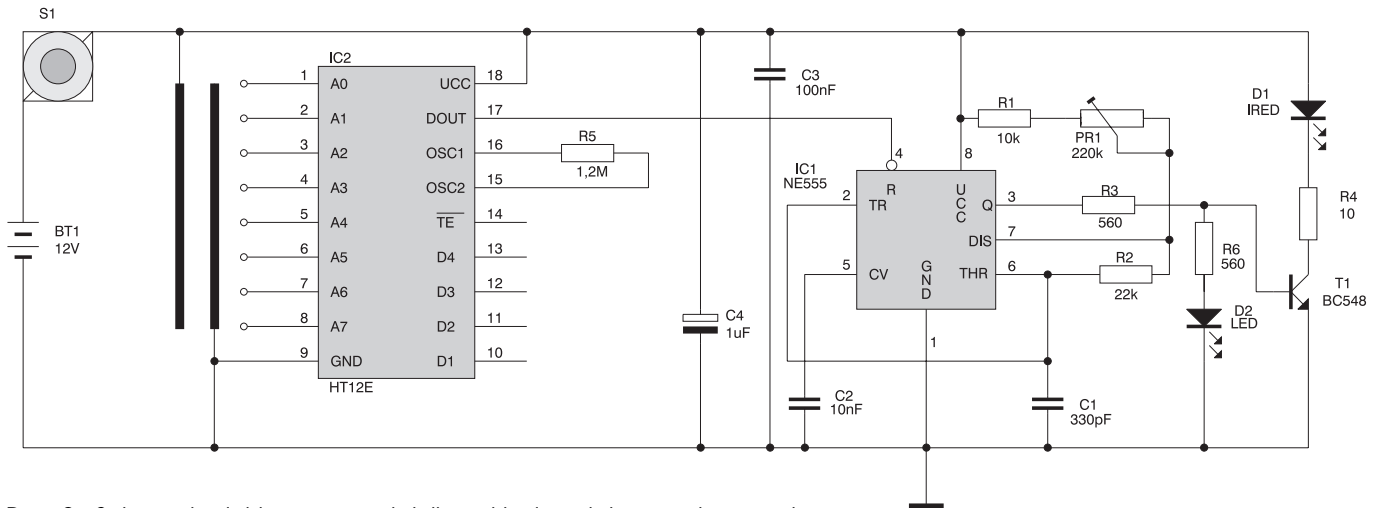 S1
BT1
12V
IC2
1 A0 UCC 18
2 A1 DOUT 17
3 A2 OSC1 16
4 A3 OSC2 15
5 A4 TE 14
6 A5 D4 13
7 A6 D3 12
8 A7 D2 11
9 GND D1 10
HT12E
R5
1,2M
C4
1uF
C3
100nF
IC1
NE555
4
8
R
UCC
2 TR
Q 3
DIS 7
5 CV
GND
THR 6
1
R1
10k
PR1
220k
R3
560
R2
22k
C2
10nF
C1
330pF
R6
560
D2
LED
D1
IRED
R4
10
T1
BC548